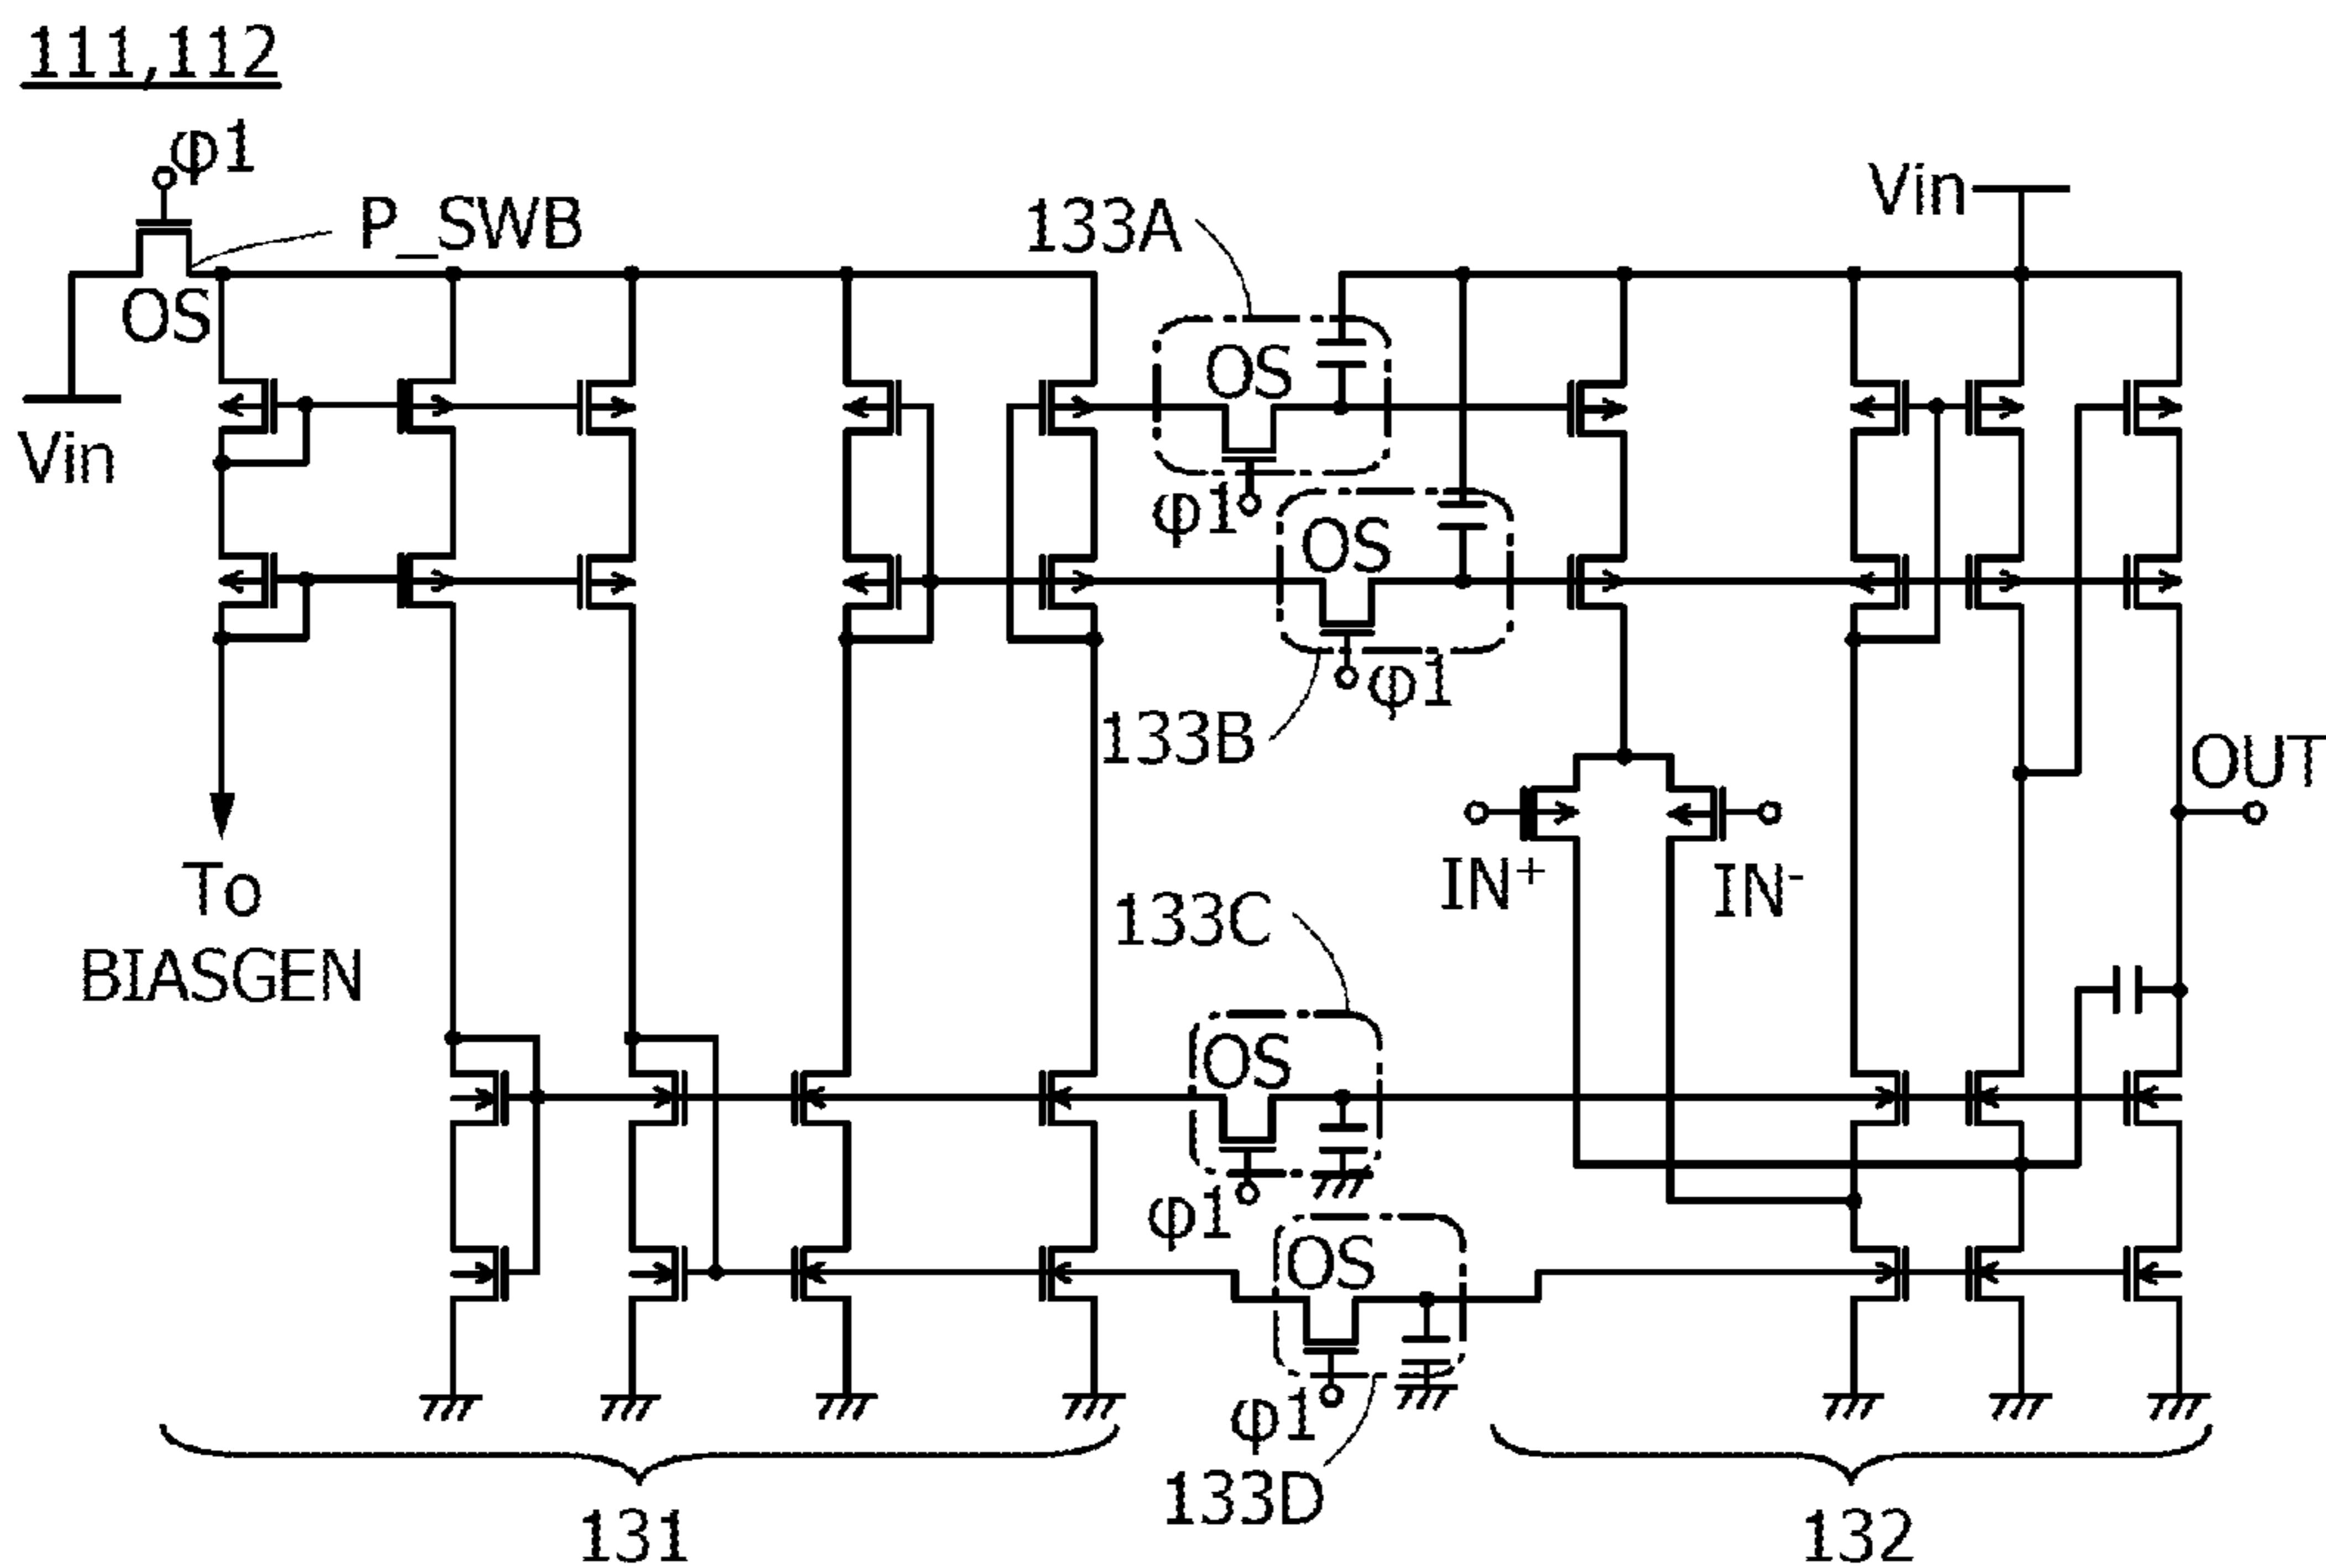 111,112
φ1
P_SWB
133A
Vin
OS
OS
Vin
φ1
OS
φ1
133B
OUT
To
BIASGEN
IN+
IN-
133C
OS
φ1
OS
φ1
133D
131
132